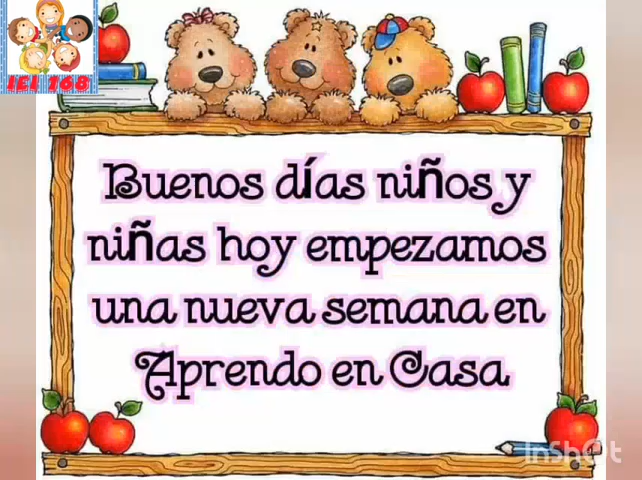 IEI 168
Buenos días niños y
niñas hoy empezamos
una nueva semana en
Aprendo en Casa
InShOt